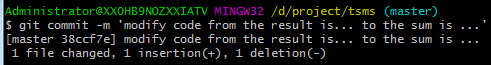 Administrator@XXOHB9NOZXXIATV MINGW32 /d/project/tsms (master)
$ git commit -m 'modify code from the result is... to the sum is ...'
[master 38ccf7e] modify code from the result is... to the sum is ...
1 file changed, 1 insertion(+), 1 deletion(-)